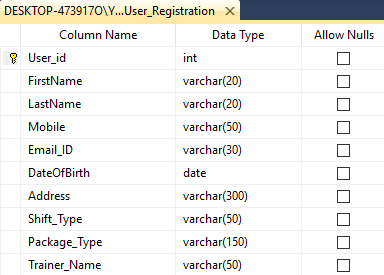 DESKTOP-473917O\Y...User_Registration ×
Column Name Data Type Allow Nulls
User_id int
FirstName varchar(20)
LastName varchar(20)
Mobile varchar(50)
Email_ID varchar(30)
DateOfBirth date
Address varchar(300)
Shift_Type varchar(50)
Package_Type varchar(150)
Trainer_Name varchar(50)